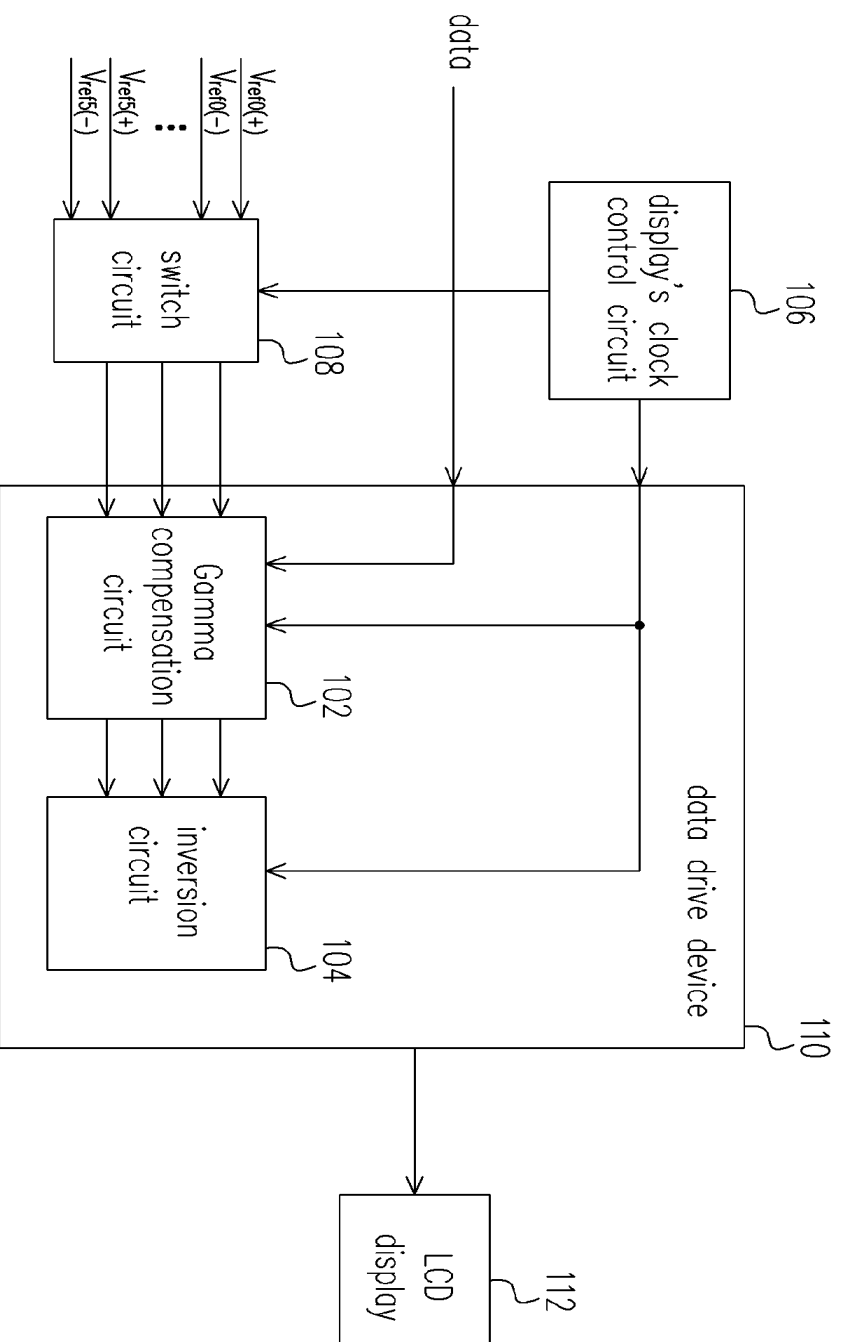 106
display's clock
control circuit
data
Vref0(+)
Vref0(-)
⋮
Vref5(+)
Vref5(-)
switch
circuit
108
110
data drive device
Gamma
compensation
circuit
102
inversion
circuit
104
LCD
display
112